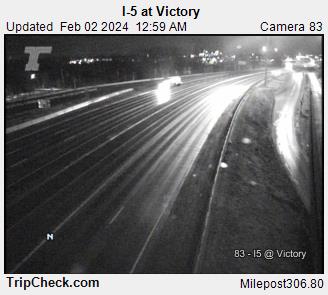 I-5 at Victory
Updated Feb 02 2024 12:59 AM Camera 83
T
N
83 - I5 @ Victory
TripCheck.com Milepost306.80